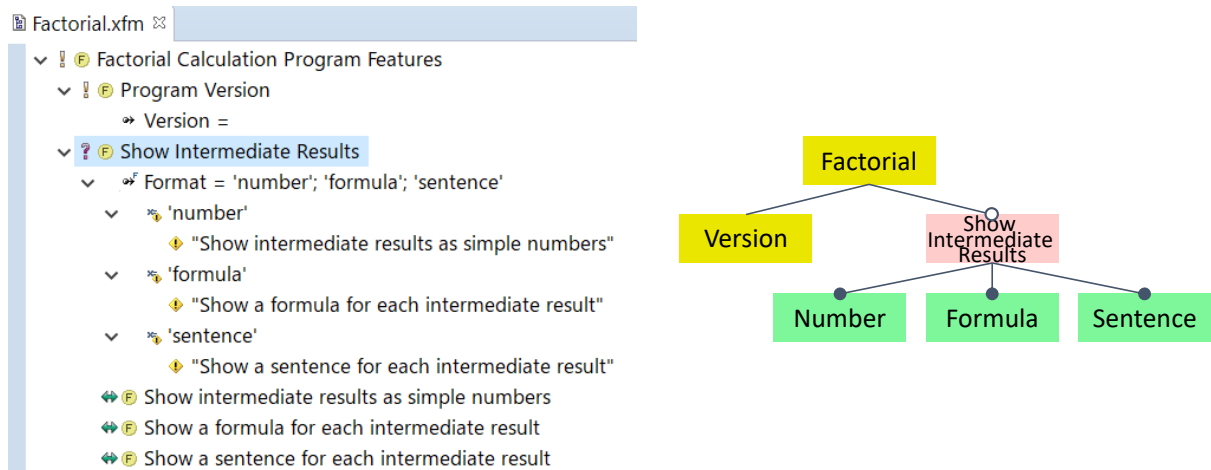 Factorial.xfm
Factorial Calculation Program Features
Program Version
Version =
Show Intermediate Results
Format = 'number'; 'formula'; 'sentence'
'number'
"Show intermediate results as simple numbers"
'formula'
"Show a formula for each intermediate result"
'sentence'
"Show a sentence for each intermediate result"
Show intermediate results as simple numbers
Show a formula for each intermediate result
Show a sentence for each intermediate result
Factorial
Version
Show
Intermediate
Results
Number
Formula
Sentence